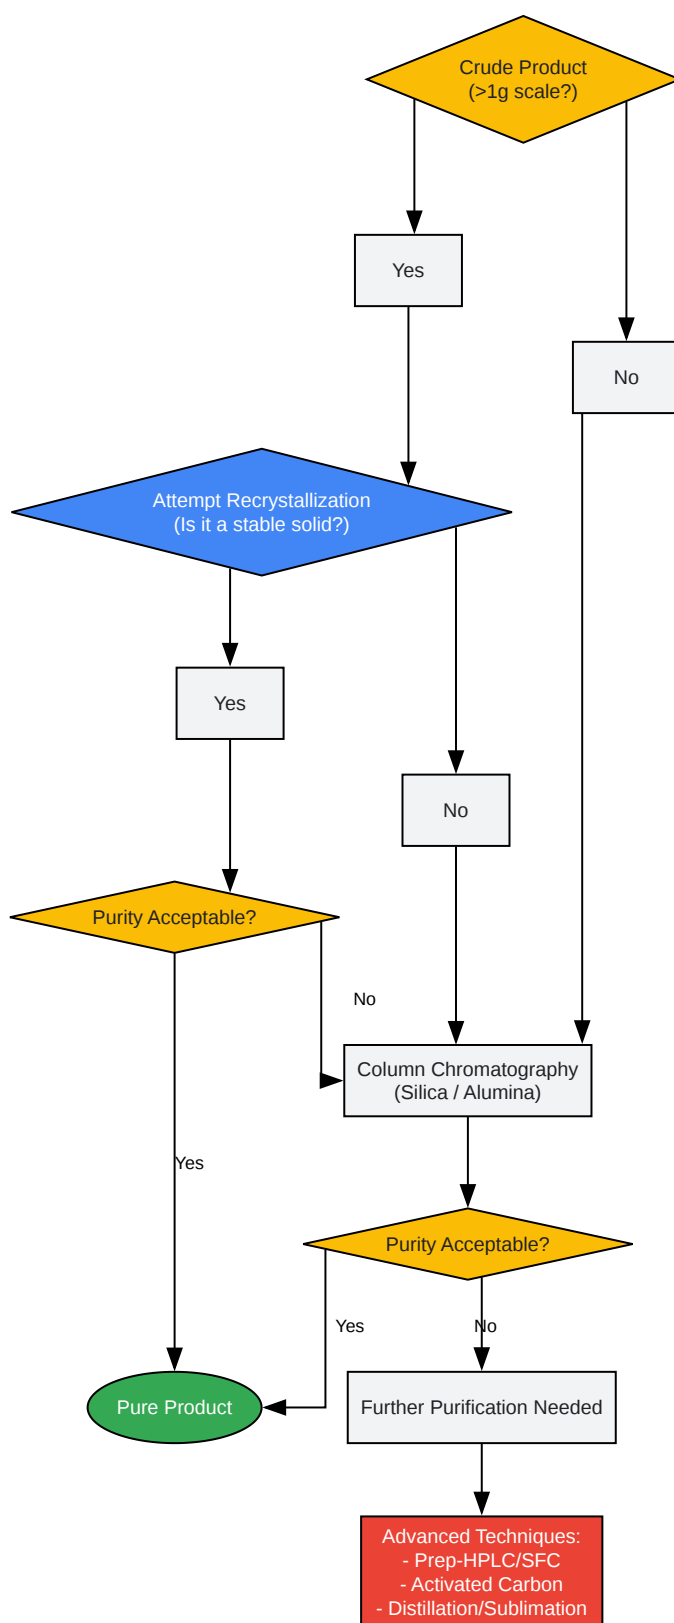 Crude Product
(>1g scale?)
Yes
No
Attempt Recrystallization
(Is it a stable solid?)
Yes
No
Purity Acceptable?
No
Column Chromatography
(Silica / Alumina)
Yes
Purity Acceptable?
Yes
No
Pure Product
Further Purification Needed
Advanced Techniques:
- Prep-HPLC/SFC
- Activated Carbon
- Distillation/Sublimation